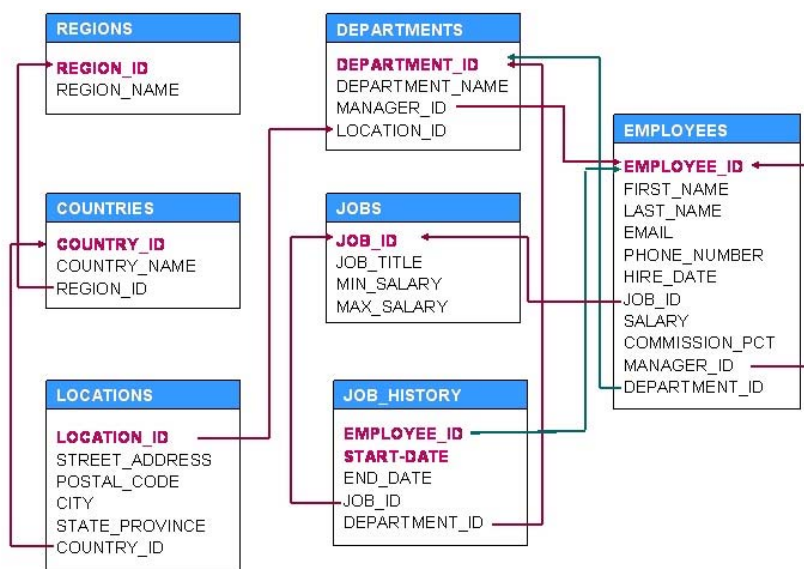 REGIONS
REGION_ID
REGION_NAME
DEPARTMENTS
DEPARTMENT_ID
DEPARTMENT_NAME
MANAGER_ID
LOCATION_ID
EMPLOYEES
EMPLOYEE_ID
FIRST_NAME
LAST_NAME
EMAIL
PHONE_NUMBER
HIRE_DATE
JOB_ID
SALARY
COMMISSION_PCT
MANAGER_ID
DEPARTMENT_ID
COUNTRIES
COUNTRY_ID
COUNTRY_NAME
REGION_ID
JOBS
JOB_ID
JOB_TITLE
MIN_SALARY
MAX_SALARY
LOCATIONS
LOCATION_ID
STREET_ADDRESS
POSTAL_CODE
CITY
STATE_PROVINCE
COUNTRY_ID
JOB_HISTORY
EMPLOYEE_ID
START-DATE
END_DATE
JOB_ID
DEPARTMENT_ID